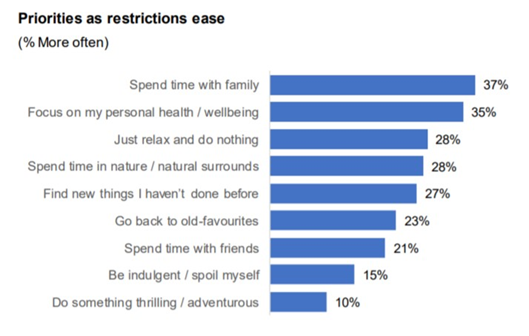 Priorities as restrictions ease
(% More often)
Spend time with family 37%
Focus on my personal health / wellbeing 35%
Just relax and do nothing 28%
Spend time in nature / natural surrounds 28%
Find new things I haven't done before 27%
Go back to old-favourites 23%
Spend time with friends 21%
Be indulgent / spoil myself 15%
Do something thrilling / adventurous 10%